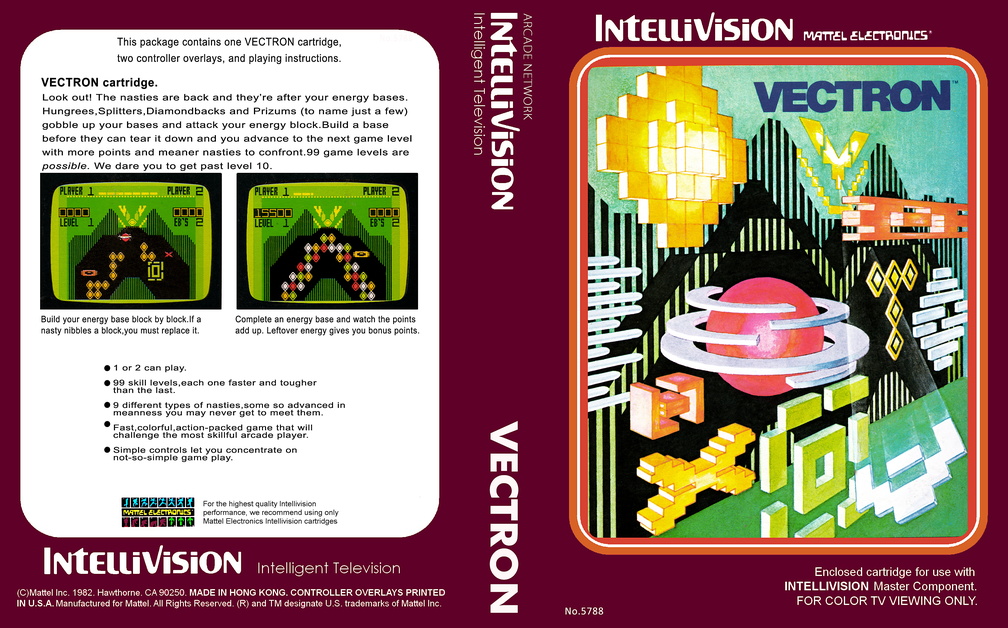 This package contains one VECTRON cartridge,
two controller overlays, and playing instructions.
VECTRON cartridge.
Look out! The nasties are back and they're after your energy bases.
Hungrees,Splitters,Diamondbacks and Prizums (to name just a few)
gobble up your bases and attack your energy block.Build a base
before they can tear it down and you advance to the next game level
with more points and meaner nasties to confront.99 game levels are
possible. We dare you to get past level 10.
PLAYER 1 PLAYER 2
0000 0000
LEVEL 1 EB'S 2
PLAYER 1 PLAYER 2
15500 0000
LEVEL 1 EB'S 2
Build your energy base block by block.If a
nasty nibbles a block,you must replace it.
Complete an energy base and watch the points
add up. Leftover energy gives you bonus points.
● 1 or 2 can play.
● 99 skill levels,each one faster and tougher
than the last.
● 9 different types of nasties,some so advanced in
meanness you may never get to meet them.
● Fast,colorful,action-packed game that will
challenge the most skillful arcade player.
● Simple controls let you concentrate on
not-so-simple game play.
MATTEL ELECTRONICS
For the highest quality Intellivision
performance, we recommend using only
Mattel Electronics Intellivision cartridges
INTELLIVISION Intelligent Television
(C)Mattel Inc. 1982. Hawthorne. CA 90250. MADE IN HONG KONG. CONTROLLER OVERLAYS PRINTED
IN U.S.A. Manufactured for Mattel. All Rights Reserved. (R) and TM designate U.S. trademarks of Mattel Inc.
ARCADE NETWORK
INTELLIVISION
Intelligent Television
VECTRON
INTELLIVISION MATTEL ELECTRONICS®
VECTRON™
Enclosed cartridge for use with
INTELLIVISION Master Component.
FOR COLOR TV VIEWING ONLY.
No.5788